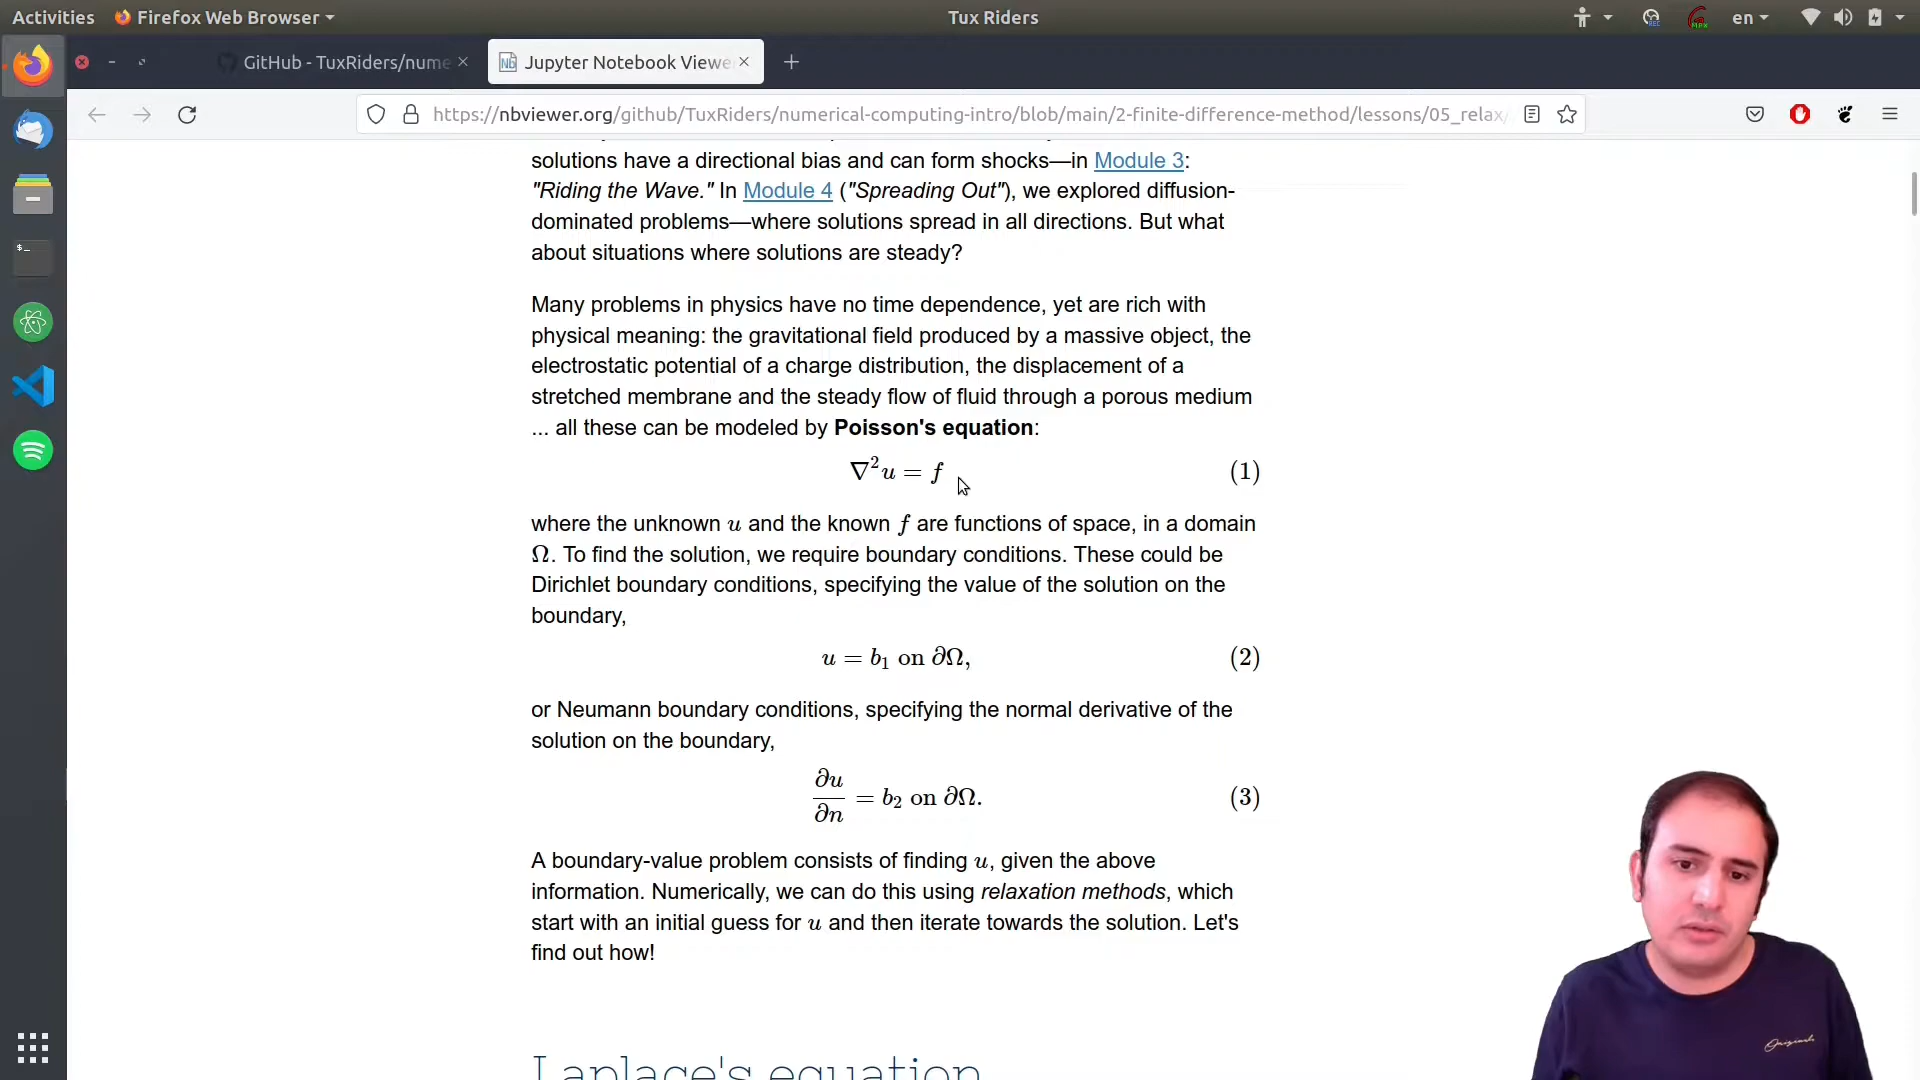 Activities
Firefox Web Browser
Tux Riders
en
GitHub - TuxRiders/nume
Jupyter Notebook Viewe
https://nbviewer.org/github/TuxRiders/numerical-computing-intro/blob/main/2-finite-difference-method/lessons/05_relax/
solutions have a directional bias and can form shocks—in Module 3:
"Riding the Wave." In Module 4 ("Spreading Out"), we explored diffusion-
dominated problems—where solutions spread in all directions. But what
about situations where solutions are steady?
Many problems in physics have no time dependence, yet are rich with
physical meaning: the gravitational field produced by a massive object, the
electrostatic potential of a charge distribution, the displacement of a
stretched membrane and the steady flow of fluid through a porous medium
... all these can be modeled by Poisson's equation:
∇²u = f (1)
where the unknown u and the known f are functions of space, in a domain
Ω. To find the solution, we require boundary conditions. These could be
Dirichlet boundary conditions, specifying the value of the solution on the
boundary,
u = b₁ on ∂Ω, (2)
or Neumann boundary conditions, specifying the normal derivative of the
solution on the boundary,
∂u/∂n = b₂ on ∂Ω. (3)
A boundary-value problem consists of finding u, given the above
information. Numerically, we can do this using relaxation methods, which
start with an initial guess for u and then iterate towards the solution. Let's
find out how!
Laplace's equation
Originals